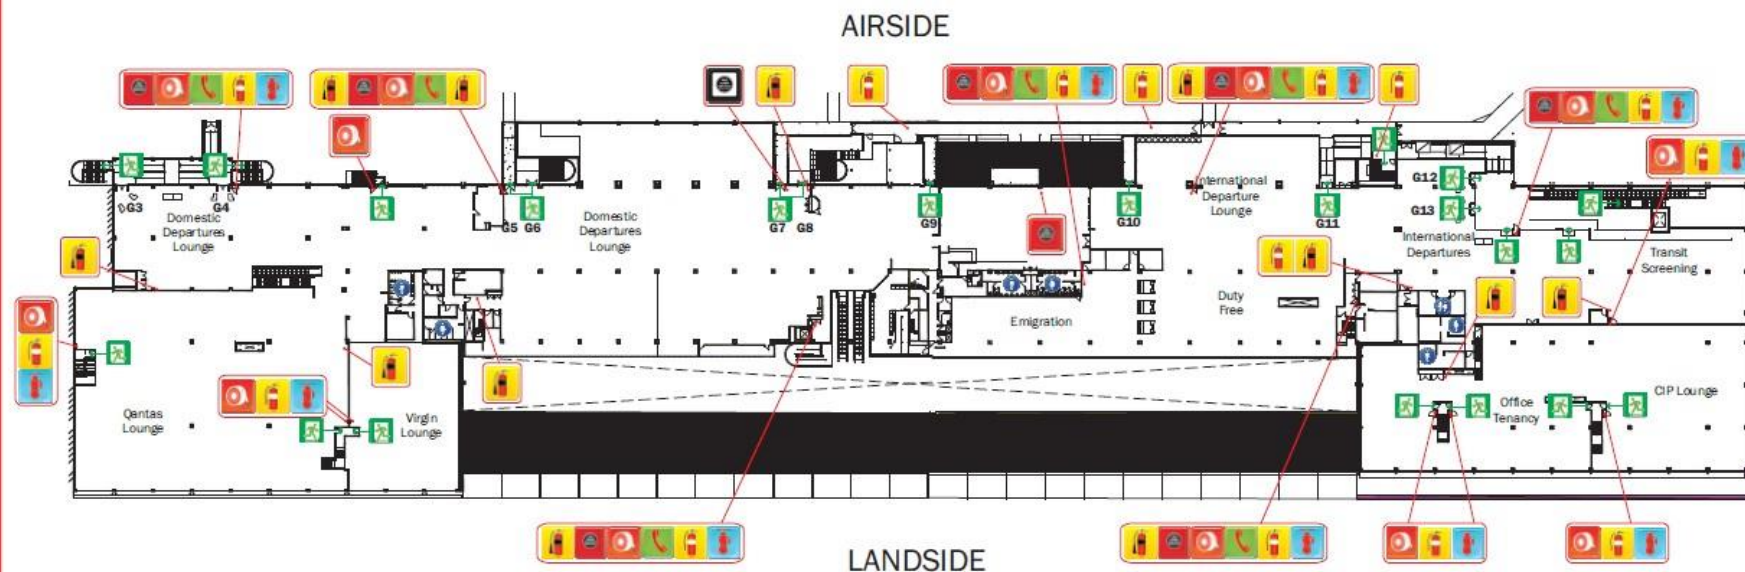 AIRSIDE
G3
G4
Domestic
Departures
Lounge
G5
G6
Domestic
Departures
Lounge
G7
G8
G9
G10
International
Departure
Lounge
G11
G12
G13
International
Departures
Transit
Screening
Emigration
Duty
Free
Qantas
Lounge
Virgin
Lounge
Office
Tenancy
CIP Lounge
LANDSIDE